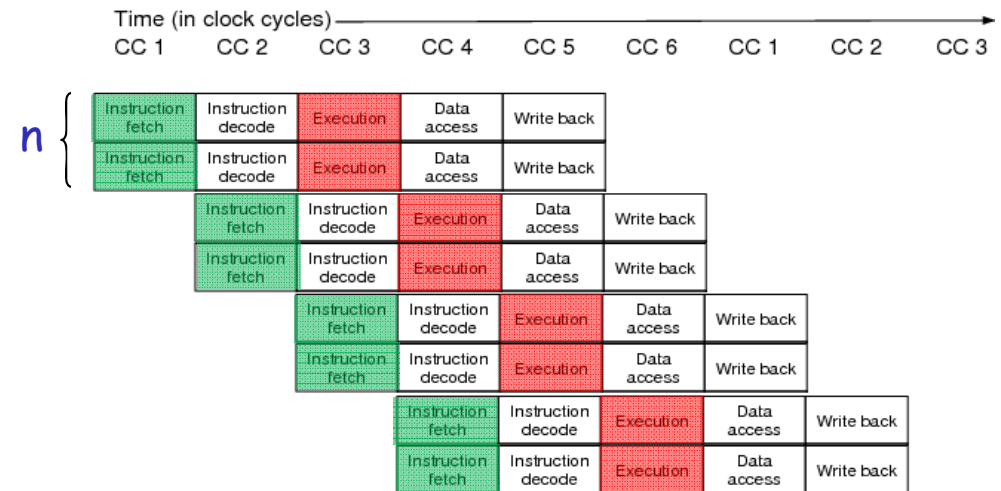 Time (in clock cycles)
CC 1 CC 2 CC 3 CC 4 CC 5 CC 6 CC 1 CC 2 CC 3
n
Instruction fetch Instruction decode Execution Data access Write back
Instruction fetch Instruction decode Execution Data access Write back
Instruction fetch Instruction decode Execution Data access Write back
Instruction fetch Instruction decode Execution Data access Write back
Instruction fetch Instruction decode Execution Data access Write back
Instruction fetch Instruction decode Execution Data access Write back
Instruction fetch Instruction decode Execution Data access Write back
Instruction fetch Instruction decode Execution Data access Write back